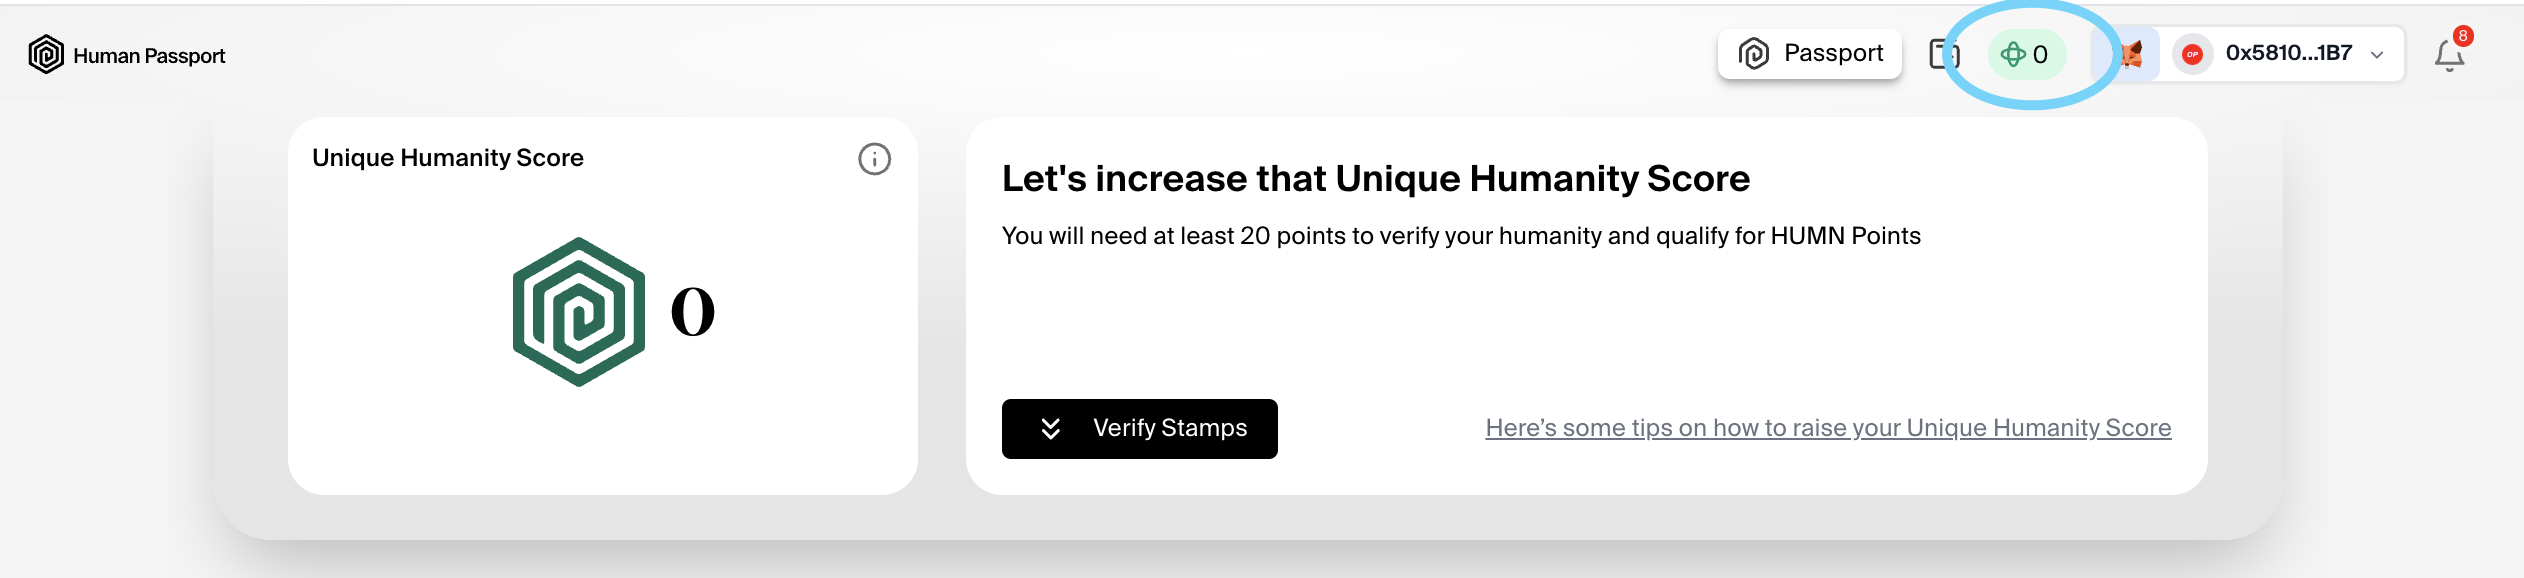 Human Passport
Passport
0
OP
0x5810...1B7
8
Unique Humanity Score
0
Let's increase that Unique Humanity Score
You will need at least 20 points to verify your humanity and qualify for HUMN Points
Verify Stamps
Here’s some tips on how to raise your Unique Humanity Score